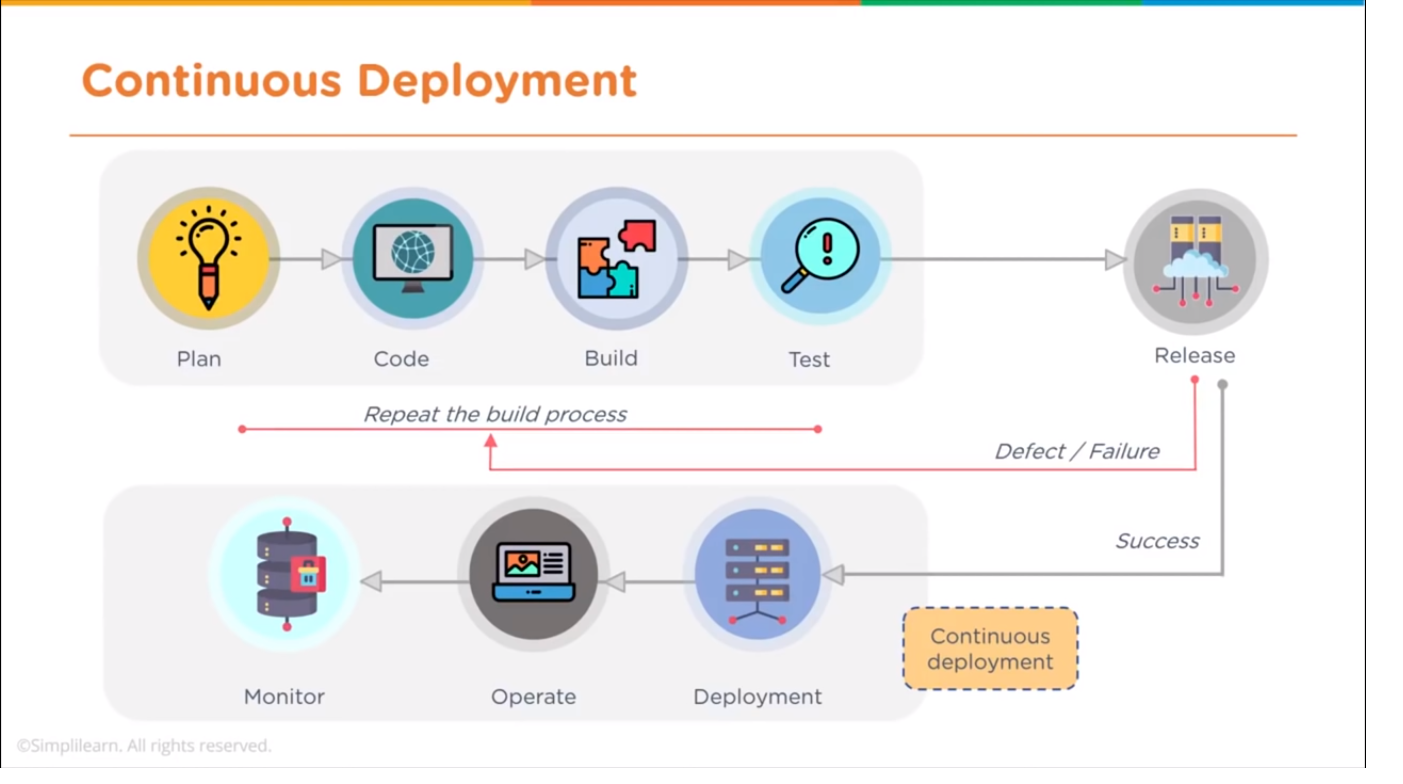 Continuous Deployment
Plan
Code
Build
Test
Release
Repeat the build process
Defect / Failure
Success
Continuous
deployment
Monitor
Operate
Deployment
©Simplilearn. All rights reserved.